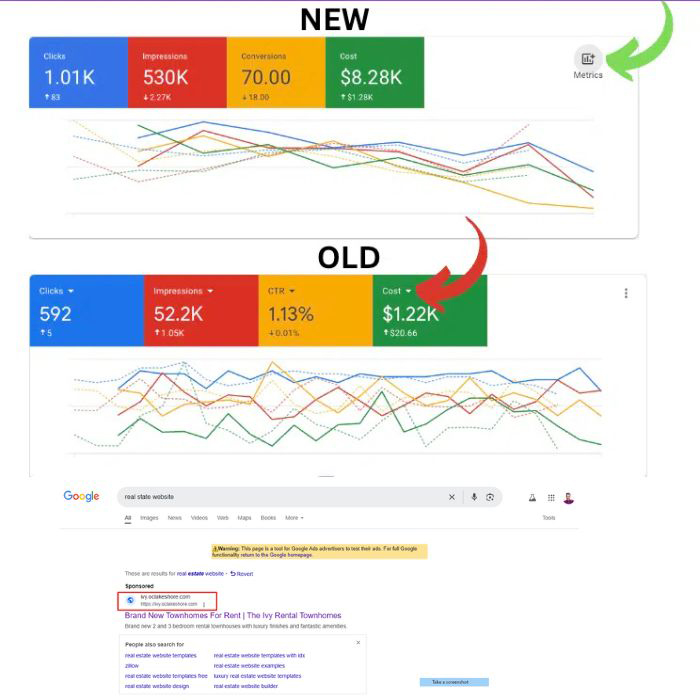 NEW
Clicks
Impressions
Conversions
Cost
1.01K
530K
70.00
$8.28K
↑ 83
↓ 2.27K
↓ 18.00
↑ $1.28K
Metrics
OLD
Clicks
Impressions
CTR
Cost
592
52.2K
1.13%
$1.22K
↑ 5
↑ 1.05K
↓ 0.01%
↑ $20.66
Google
real state website
All Images News Videos Web Maps Books More
Tools
Warning: This page is a tool for Google Ads advertisers to test their ads. For full Google
functionality return to the Google homepage.
These are results for real estate website - Revert
Sponsored
ivy.oclakeshore.com
https://ivy.oclakeshore.com
Brand New Townhomes For Rent | The Ivy Rental Townhomes
Brand new 2 and 3 bedroom rental townhouses with luxury finishes and fantastic amenities.
People also search for
real estate website templates
real estate website templates with idx
zillow
real estate website examples
real estate website templates free
luxury real estate website templates
real estate website design
real estate website builder
Take a screenshot